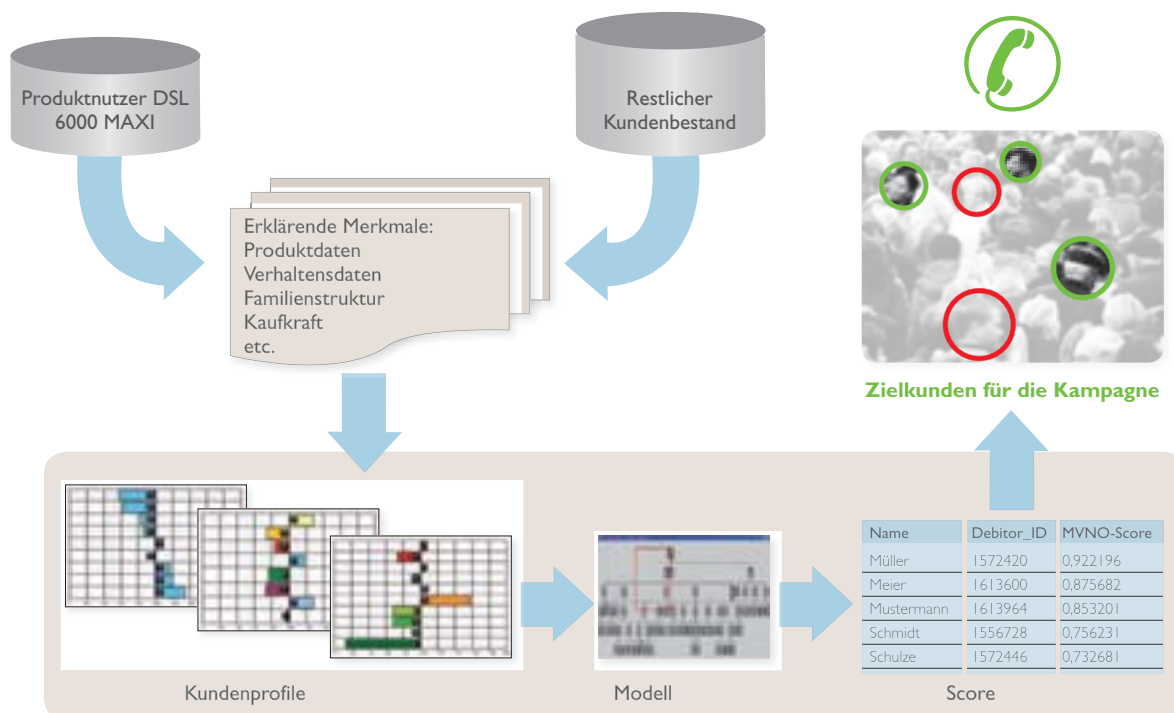 Produktnutzer DSL
6000 MAXI
Restlicher
Kundenbestand
Erklärende Merkmale:
Produktdaten
Verhaltensdaten
Familienstruktur
Kaufkraft
etc.
Zielkunden für die Kampagne
Name Debitor_ID MVNO-Score
Müller 1572420 0,922196
Meier 1613600 0,875682
Mustermann 1613964 0,853201
Schmidt 1556728 0,756231
Schulze 1572446 0,732681
Kundenprofile
Modell
Score